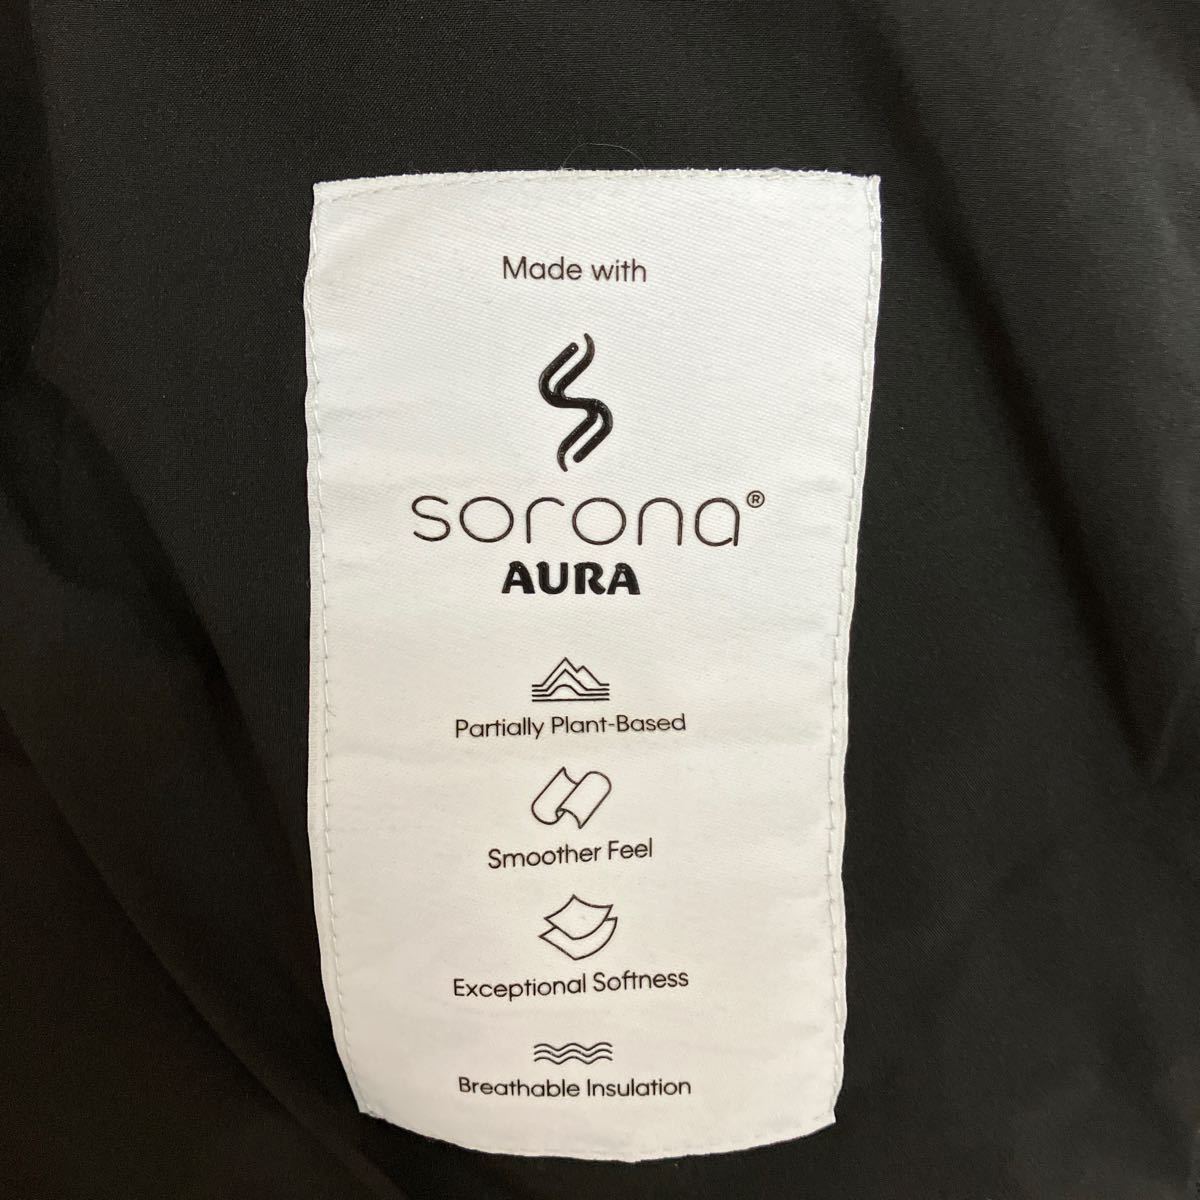 Made with
sorona®
AURA
Partially Plant-Based
Smoother Feel
Exceptional Softness
Breathable Insulation